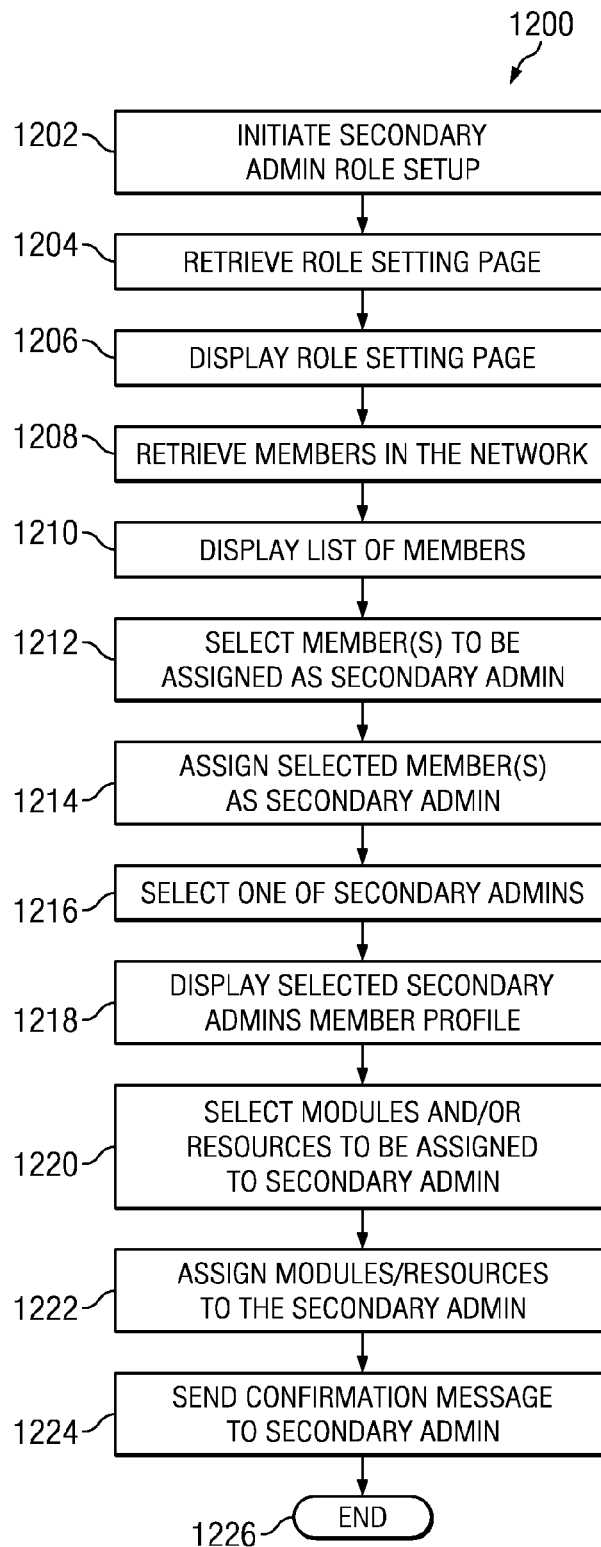 1200
1202
INITIATE SECONDARY
ADMIN ROLE SETUP
1204
RETRIEVE ROLE SETTING PAGE
1206
DISPLAY ROLE SETTING PAGE
1208
RETRIEVE MEMBERS IN THE NETWORK
1210
DISPLAY LIST OF MEMBERS
1212
SELECT MEMBER(S) TO BE
ASSIGNED AS SECONDARY ADMIN
1214
ASSIGN SELECTED MEMBER(S)
AS SECONDARY ADMIN
1216
SELECT ONE OF SECONDARY ADMINS
1218
DISPLAY SELECTED SECONDARY
ADMINS MEMBER PROFILE
1220
SELECT MODULES AND/OR
RESOURCES TO BE ASSIGNED
TO SECONDARY ADMIN
1222
ASSIGN MODULES/RESOURCES
TO THE SECONDARY ADMIN
1224
SEND CONFIRMATION MESSAGE
TO SECONDARY ADMIN
1226
END